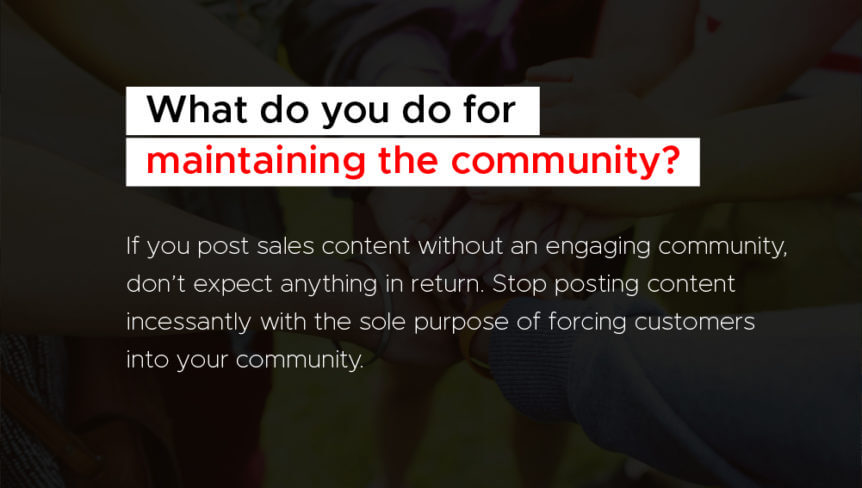 What do you do for
maintaining the community?
If you post sales content without an engaging community,
don't expect anything in return. Stop posting content
incessantly with the sole purpose of forcing customers
into your community.